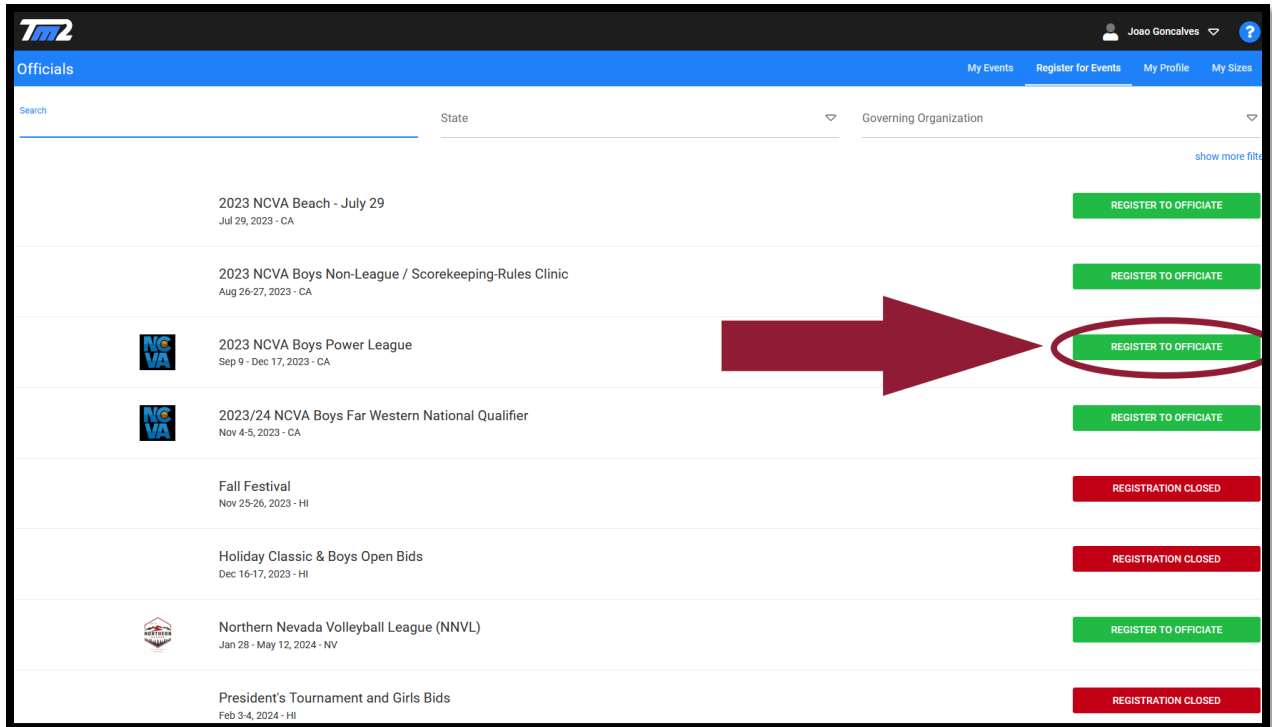 Tm2
Joao Goncalves
?
Officials
My Events
Register for Events
My Profile
My Sizes
Search
State
Governing Organization
show more filte
2023 NCVA Beach - July 29
Jul 29, 2023 - CA
REGISTER TO OFFICIATE
2023 NCVA Boys Non-League / Scorekeeping-Rules Clinic
Aug 26-27, 2023 - CA
REGISTER TO OFFICIATE
NC
VA
2023 NCVA Boys Power League
Sep 9 - Dec 17, 2023 - CA
REGISTER TO OFFICIATE
NC
VA
2023/24 NCVA Boys Far Western National Qualifier
Nov 4-5, 2023 - CA
REGISTER TO OFFICIATE
Fall Festival
Nov 25-26, 2023 - HI
REGISTRATION CLOSED
Holiday Classic & Boys Open Bids
Dec 16-17, 2023 - HI
REGISTRATION CLOSED
NORTHERN
Northern Nevada Volleyball League (NNVL)
Jan 28 - May 12, 2024 - NV
REGISTER TO OFFICIATE
President's Tournament and Girls Bids
Feb 3-4, 2024 - HI
REGISTRATION CLOSED